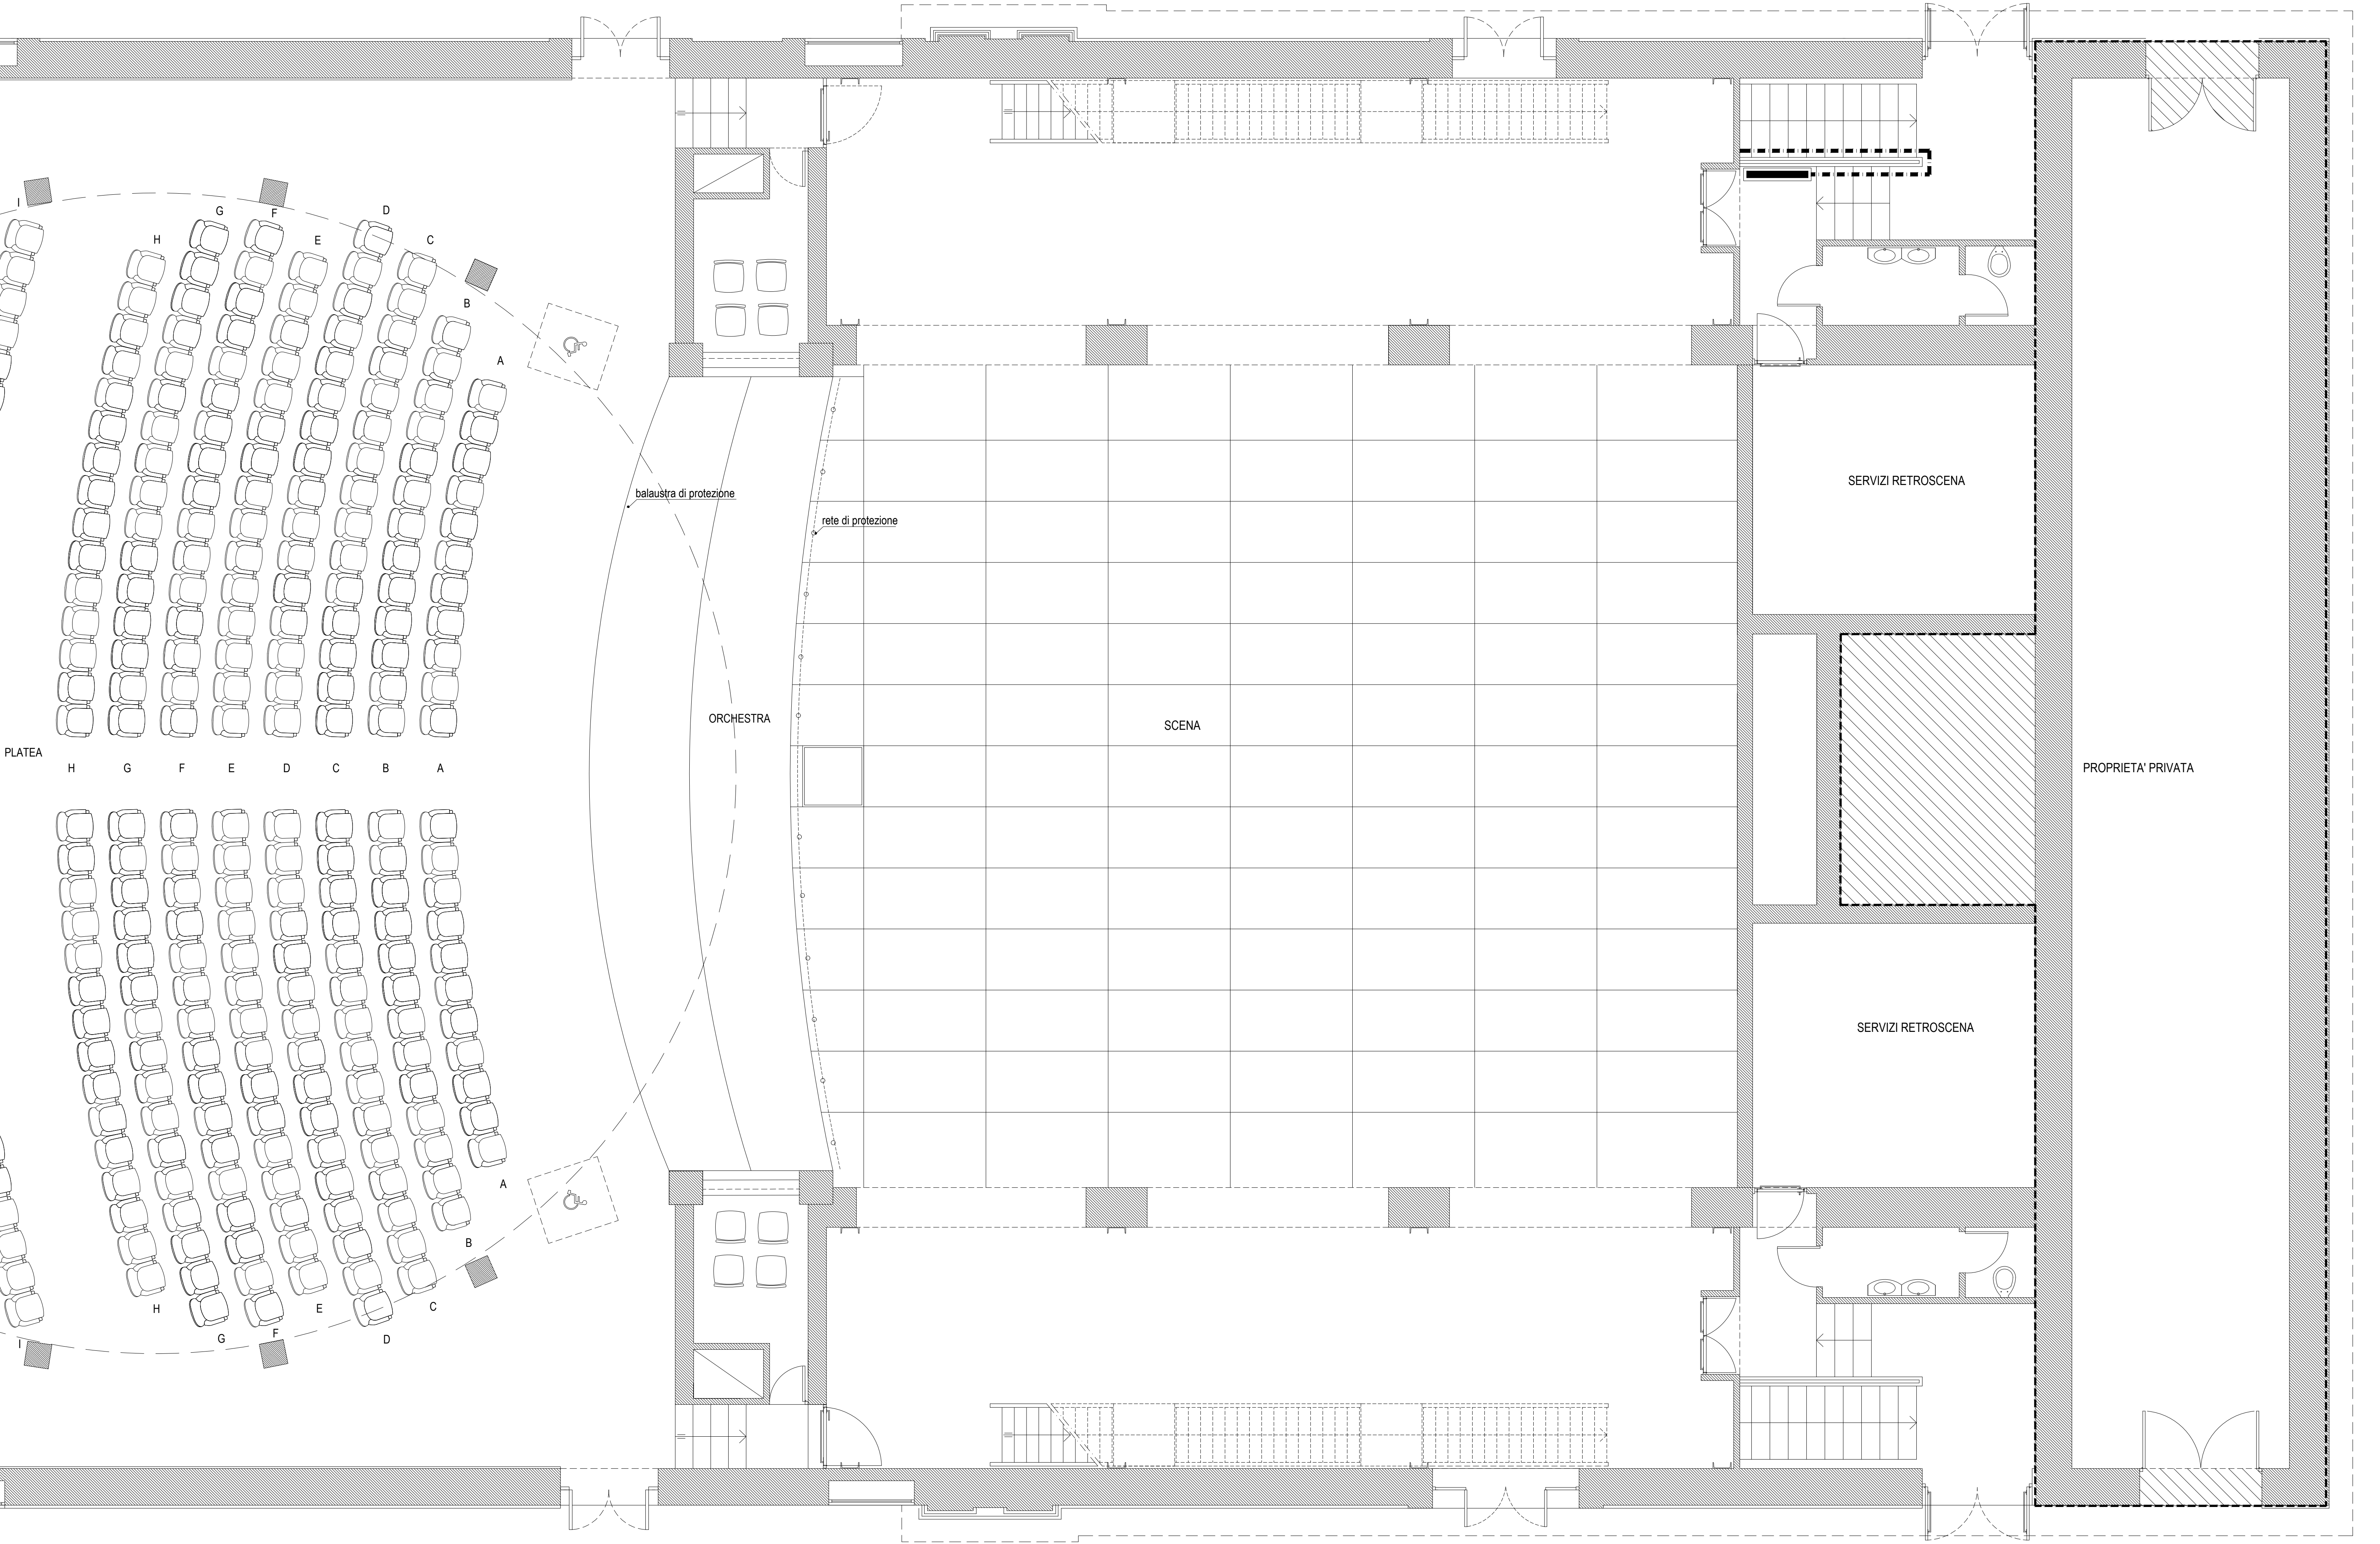 I
G
F
D
H
E
C
B
A
balaustra di protezione
rete di protezione
SERVIZI RETROSCENA
ORCHESTRA
SCENA
PLATEA
H
G
F
E
D
C
B
A
PROPRIETA' PRIVATA
SERVIZI RETROSCENA
A
B
H
E
C
I
G
F
D